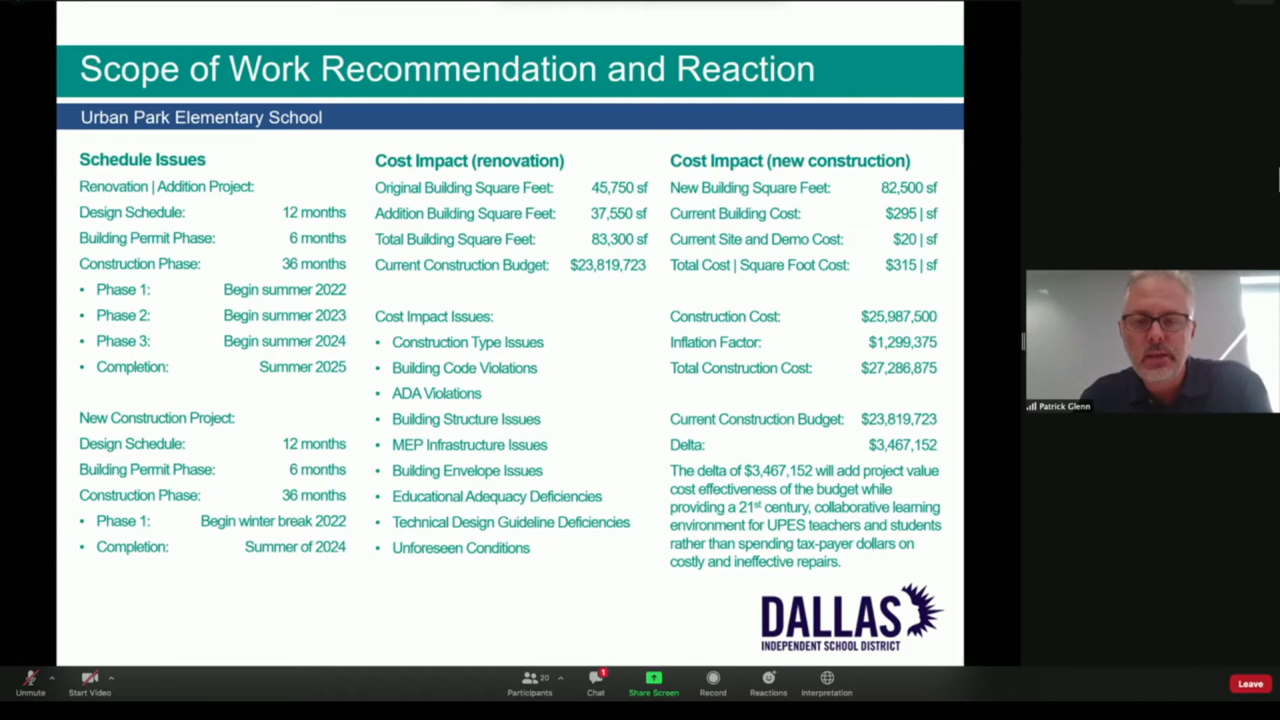 Scope of Work Recommendation and Reaction
Urban Park Elementary School
Schedule Issues
Renovation | Addition Project:
Design Schedule: 12 months
Building Permit Phase: 6 months
Construction Phase: 36 months
• Phase 1: Begin summer 2022
• Phase 2: Begin summer 2023
• Phase 3: Begin summer 2024
• Completion: Summer 2025
New Construction Project:
Design Schedule: 12 months
Building Permit Phase: 6 months
Construction Phase: 36 months
• Phase 1: Begin winter break 2022
• Completion: Summer of 2024
Cost Impact (renovation)
Original Building Square Feet: 45,750 sf
Addition Building Square Feet: 37,550 sf
Total Building Square Feet: 83,300 sf
Current Construction Budget: $23,819,723
Cost Impact Issues:
• Construction Type Issues
• Building Code Violations
• ADA Violations
• Building Structure Issues
• MEP Infrastructure Issues
• Building Envelope Issues
• Educational Adequacy Deficiencies
• Technical Design Guideline Deficiencies
• Unforeseen Conditions
Cost Impact (new construction)
New Building Square Feet: 82,500 sf
Current Building Cost: $295 | sf
Current Site and Demo Cost: $20 | sf
Total Cost | Square Foot Cost: $315 | sf
Construction Cost: $25,987,500
Inflation Factor: $1,299,375
Total Construction Cost: $27,286,875
Current Construction Budget: $23,819,723
Delta: $3,467,152
The delta of $3,467,152 will add project value
cost effectiveness of the budget while
providing a 21st century, collaborative learning
environment for UPES teachers and students
rather than spending tax-payer dollars on
costly and ineffective repairs.
DALLAS
INDEPENDENT SCHOOL DISTRICT
Patrick Glenn
Unmute
Start Video
20
Participants
1
Chat
Share Screen
Record
Reactions
Interpretation
Leave